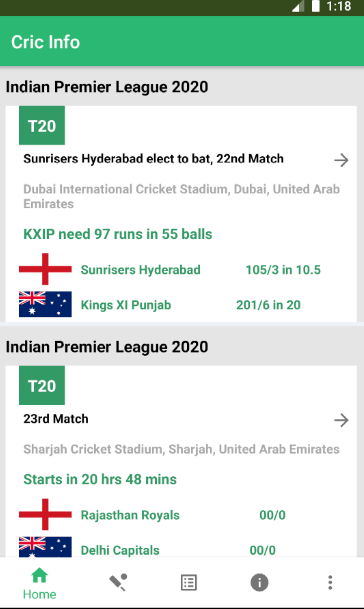 1:18
Cric Info
Indian Premier League 2020
T20
Sunrisers Hyderabad elect to bat, 22nd Match
Dubai International Cricket Stadium, Dubai, United Arab
Emirates
KXIP need 97 runs in 55 balls
Sunrisers Hyderabad 105/3 in 10.5
Kings XI Punjab 201/6 in 20
Indian Premier League 2020
T20
23rd Match
Sharjah Cricket Stadium, Sharjah, United Arab Emirates
Starts in 20 hrs 48 mins
Rajasthan Royals 00/0
Delhi Capitals 00/0
Home